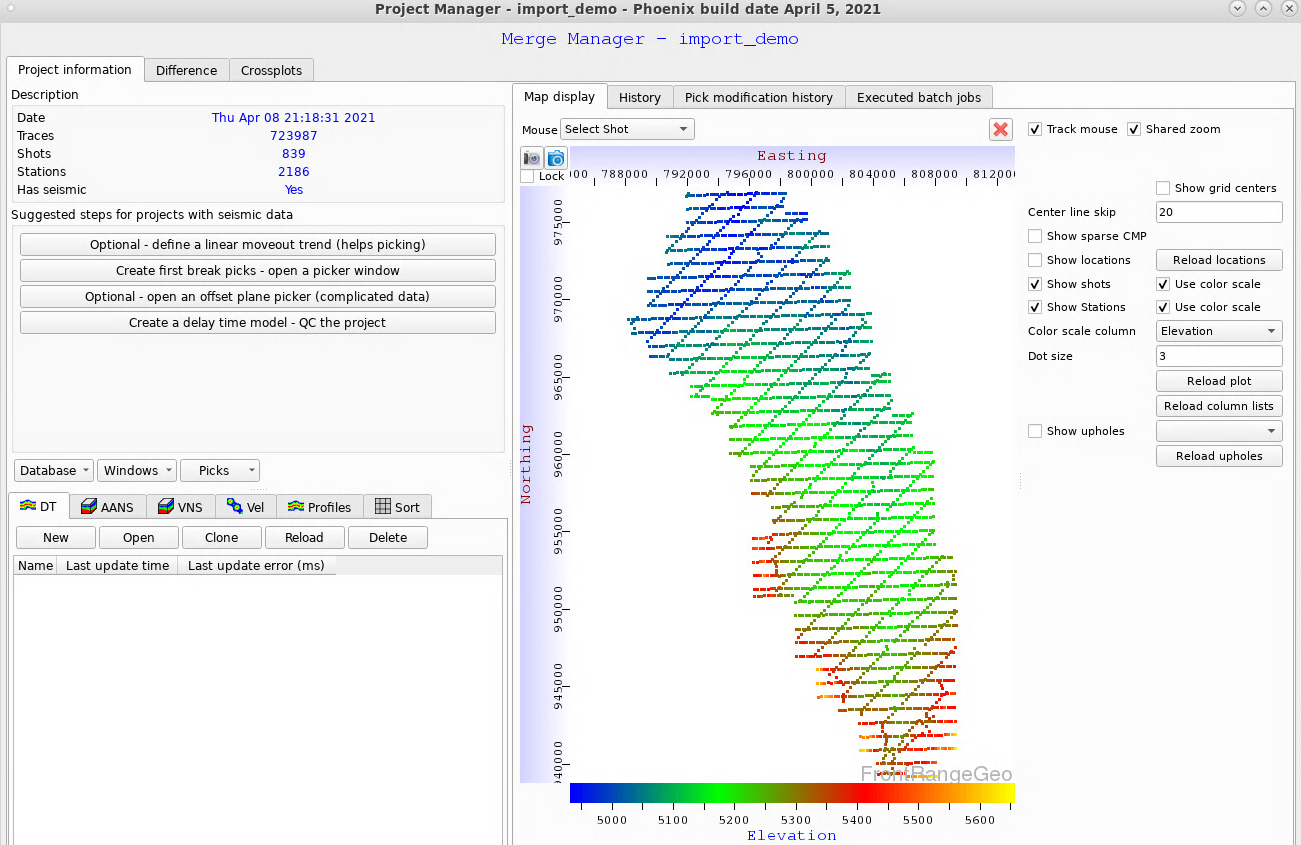 Project Manager - import_demo - Phoenix build date April 5, 2021
Merge Manager - import_demo
Project information
Difference
Crossplots
Description
Date Thu Apr 08 21:18:31 2021
Traces 723987
Shots 839
Stations 2186
Has seismic Yes
Suggested steps for projects with seismic data
Optional - define a linear moveout trend (helps picking)
Create first break picks - open a picker window
Optional - open an offset plane picker (complicated data)
Create a delay time model - QC the project
Database Windows Picks
DT AANS VNS Vel Profiles Sort
New Open Clone Reload Delete
Name Last update time Last update error (ms)
Map display History Pick modification history Executed batch jobs
Mouse Select Shot
Track mouse Shared zoom
Easting
Lock
788000 792000 796000 800000 804000 808000 812000
Northing
975000
970000
965000
960000
955000
950000
945000
940000
FrontRangeGeo
5000 5100 5200 5300 5400 5500 5600
Elevation
Show grid centers
Center line skip 20
Show sparse CMP
Show locations Reload locations
Show shots Use color scale
Show Stations Use color scale
Color scale column Elevation
Dot size 3
Reload plot
Reload column lists
Show upholes
Reload upholes